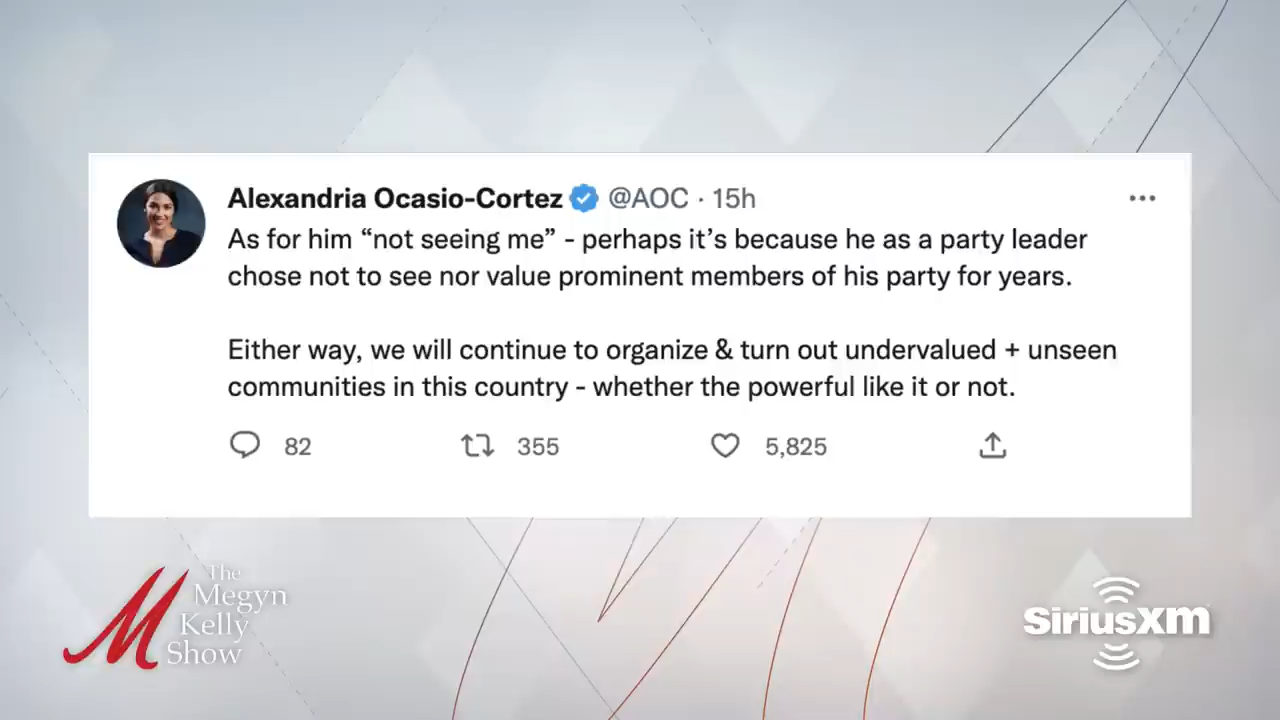 Alexandria Ocasio-Cortez @AOC · 15h
As for him “not seeing me” - perhaps it’s because he as a party leader
chose not to see nor value prominent members of his party for years.
Either way, we will continue to organize & turn out undervalued + unseen
communities in this country - whether the powerful like it or not.
82 355 5,825
The
Megyn
Kelly
Show
SiriusXM